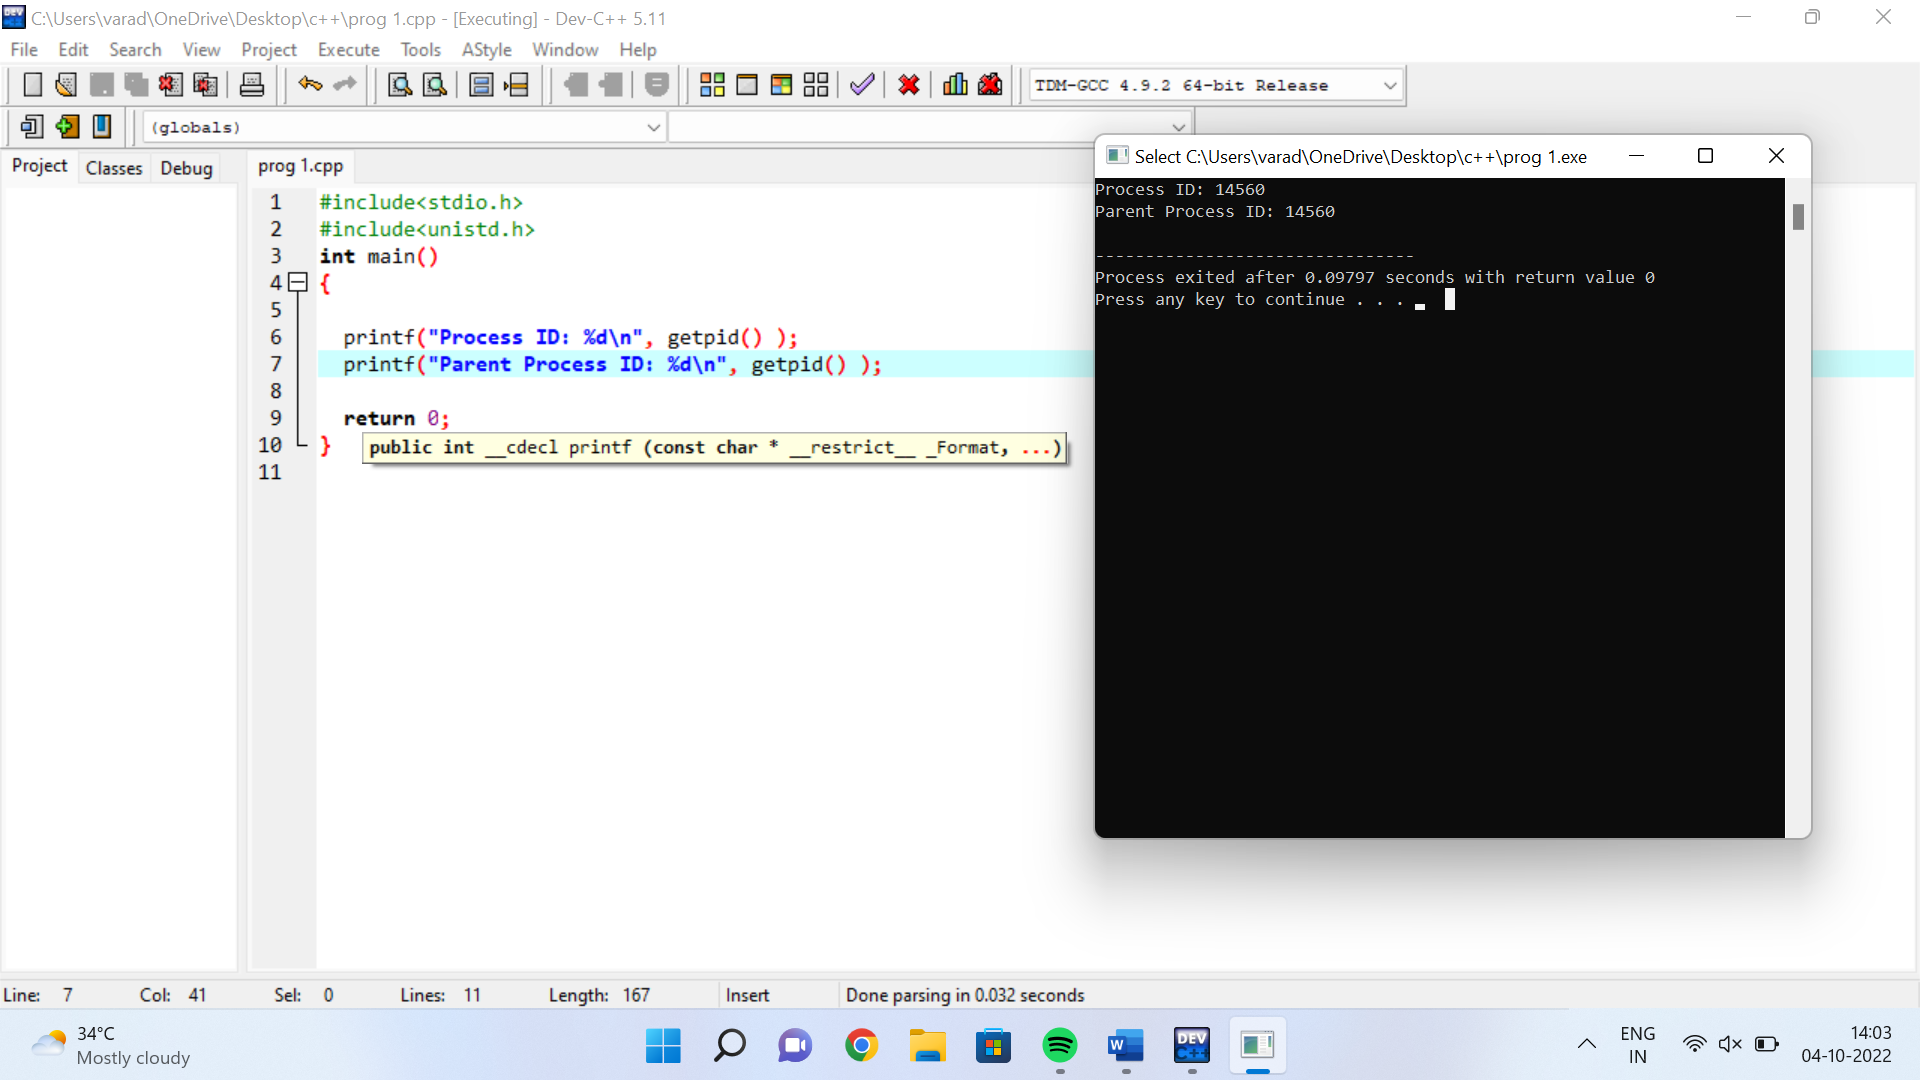 C:\Users\varad\OneDrive\Desktop\c++\prog 1.cpp - [Executing] - Dev-C++ 5.11
File Edit Search View Project Execute Tools AStyle Window Help
TDM-GCC 4.9.2 64-bit Release
(globals)
Project Classes Debug
prog 1.cpp
1 #include<stdio.h>
2 #include<unistd.h>
3 int main()
4 {
5
6 printf("Process ID: %d\n", getpid() );
7 printf("Parent Process ID: %d\n", getpid() );
8
9 return 0;
10 }
public int __cdecl printf (const char * __restrict__ _Format, ...)
11
Select C:\Users\varad\OneDrive\Desktop\c++\prog 1.exe
Process ID: 14560
Parent Process ID: 14560
--------------------------------
Process exited after 0.09797 seconds with return value 0
Press any key to continue . . .
Line: 7 Col: 41 Sel: 0 Lines: 11 Length: 167 Insert Done parsing in 0.032 seconds
34°C
Mostly cloudy
W
DEV
C++
ENG
IN
14:03
04-10-2022